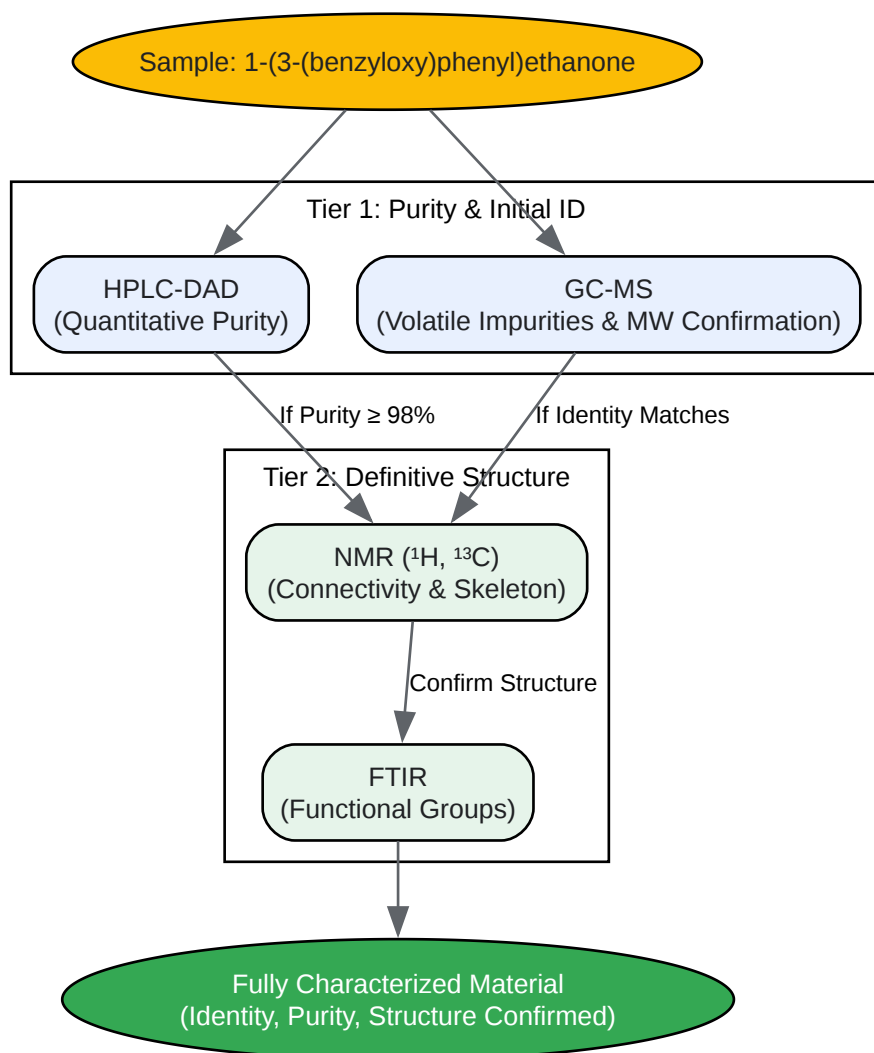 Sample: 1-(3-(benzyloxy)phenyl)ethanone
Tier 1: Purity & Initial ID
HPLC-DAD
(Quantitative Purity)
GC-MS
(Volatile Impurities & MW Confirmation)
If Purity ≥ 98%
If Identity Matches
Tier 2: Definitive Structure
NMR (¹H, ¹³C)
(Connectivity & Skeleton)
Confirm Structure
FTIR
(Functional Groups)
Fully Characterized Material
(Identity, Purity, Structure Confirmed)